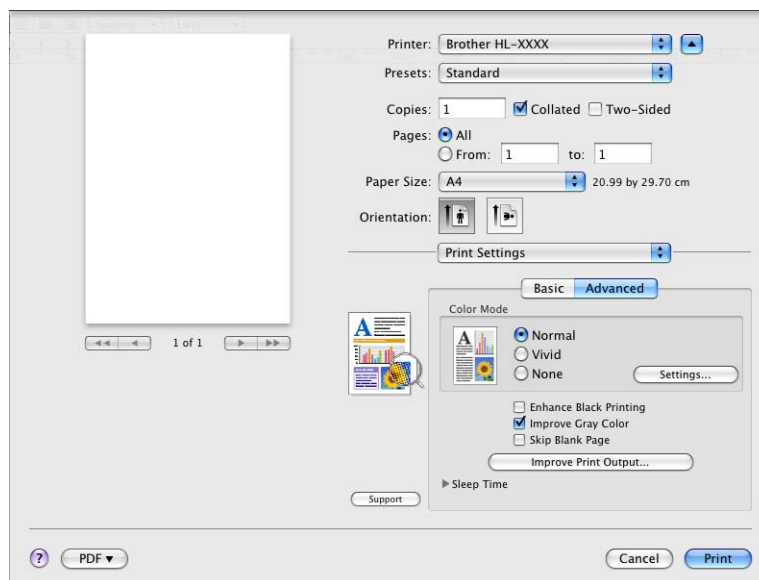 Spacing Lists
Printer: Brother HL-XXXX
Presets: Standard
Copies: 1 Collated Two-Sided
Pages: All
From: 1 to: 1
Paper Size: A4 20.99 by 29.70 cm
Orientation:
Print Settings
Basic Advanced
Color Mode
Normal
Vivid
None Settings...
1 of 1
Enhance Black Printing
Improve Gray Color
Skip Blank Page
Improve Print Output...
Sleep Time
Support
? PDF Cancel Print